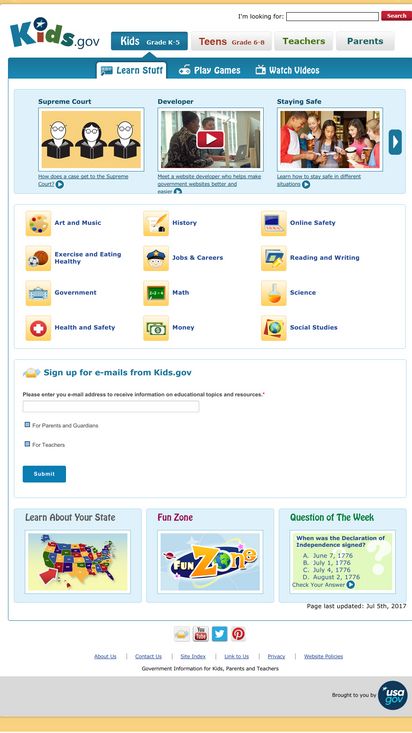 I'm looking for:
Search
Kids.gov
Kids Grade K-5
Teens Grade 6-8
Teachers
Parents
Learn Stuff
Play Games
Watch Videos
Supreme Court
Developer
Staying Safe
How does a case get to the Supreme
Court?
Meet a website developer who helps make
government websites better and
easier
Learn how to stay safe in different
situations
Art and Music
History
Online Safety
Exercise and Eating
Healthy
Jobs & Careers
Reading and Writing
Government
Math
Science
Health and Safety
Money
Social Studies
Sign up for e-mails from Kids.gov
Please enter you e-mail address to receive information on educational topics and resources.*
For Parents and Guardians
For Teachers
Submit
Learn About Your State
Fun Zone
FUN Zone
Question of The Week
When was the Declaration of
Independence signed?
A. June 7, 1776
B. July 1, 1776
C. July 4, 1776
D. August 2, 1776
Check Your Answer
Page last updated: Jul 5th, 2017
You Tube
About Us | Contact Us | Site Index | Link to Us | Privacy | Website Policies
Government Information for Kids, Parents and Teachers
Brought to you by
usa
gov